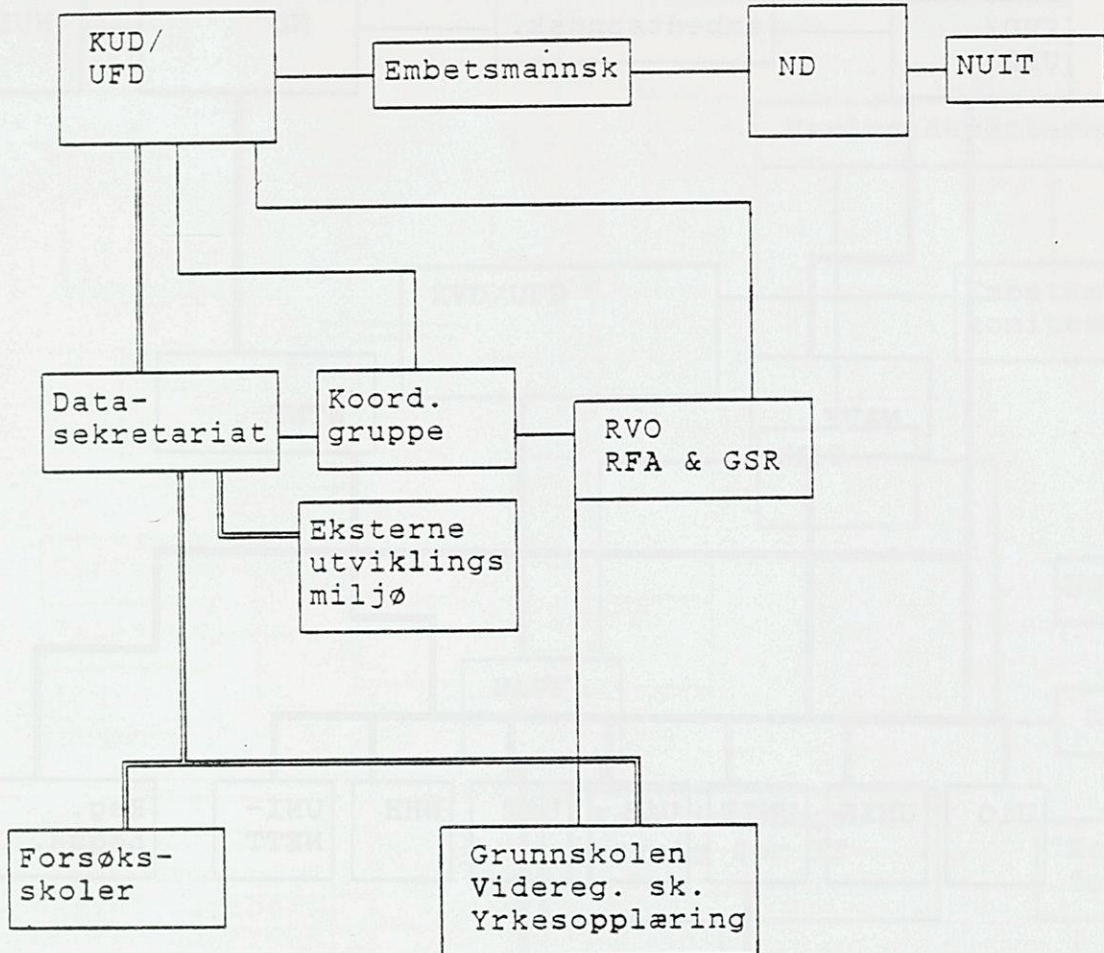 KUD/
UFD
Embetsmannsk
ND
NUIT
Data-
sekretariat
Koord.
gruppe
RVO
RFA & GSR
Eksterne
utviklings
miljø
Forsøks-
skoler
Grunnskolen
Videreg. sk.
Yrkesopplæring